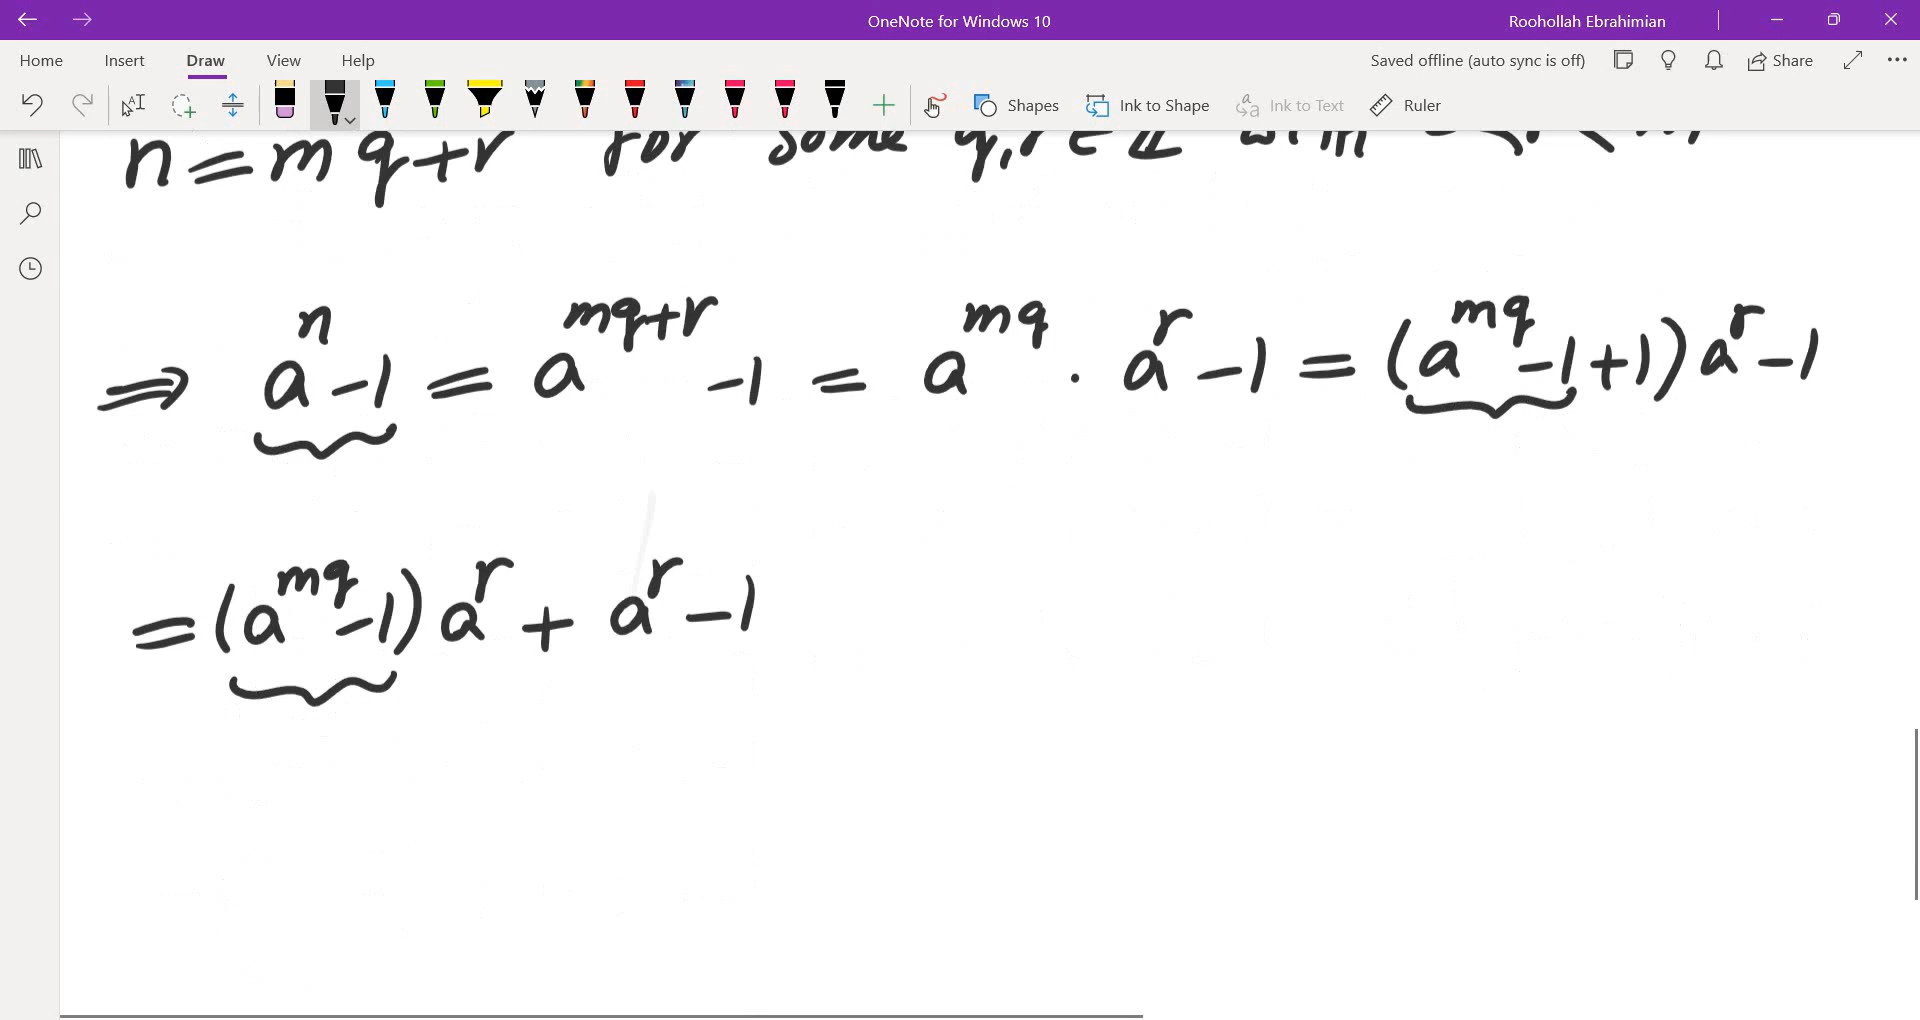 OneNote for Windows 10
Roohollah Ebrahimian
Home Insert Draw View Help
Saved offline (auto sync is off) Share
Shapes Ink to Shape Ink to Text Ruler
n = mq + r for some q, r ∈ ℤ with
⇒ a^n - 1 = a^{mq+r} - 1 = a^{mq} · a^r - 1 = (a^{mq} - 1 + 1) a^r - 1
= (a^{mq} - 1) a^r + a^r - 1